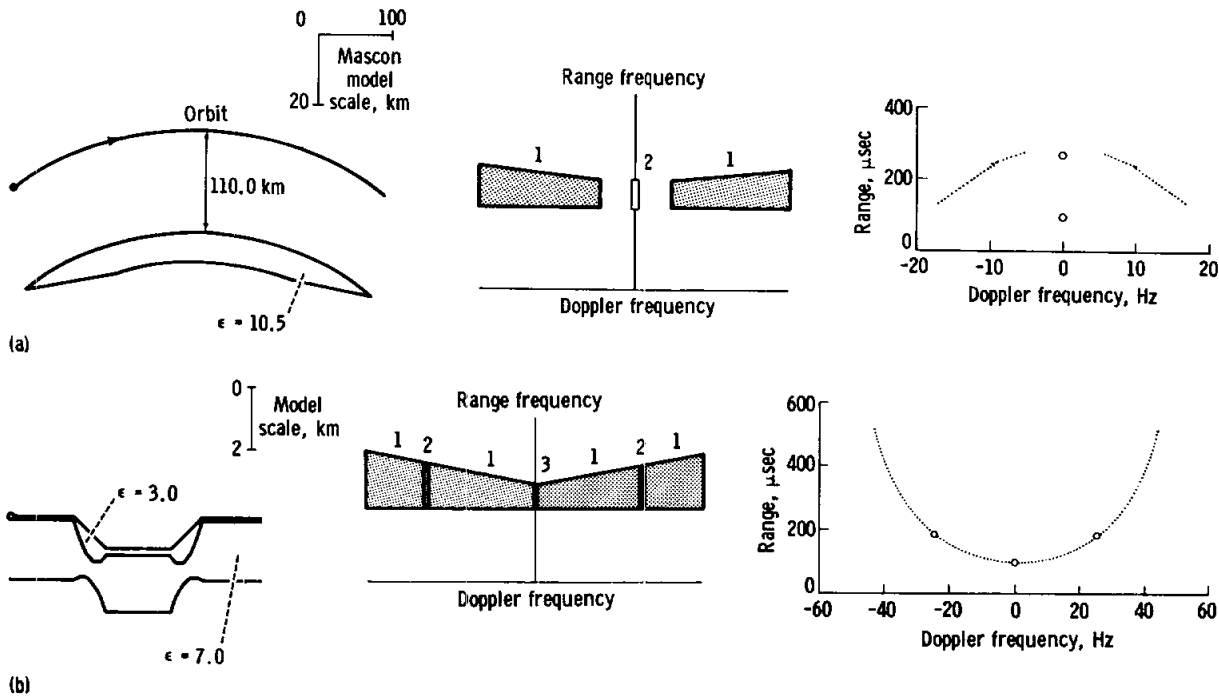 0 100
Mascon
model
20 scale, km
Orbit
110.0 km
ε = 10.5
(a)
Range frequency
1 2 1
Doppler frequency
400
200
0
Range, μsec
-20 -10 0 10 20
Doppler frequency, Hz
0
Model
scale, km
2
ε = 3.0
ε = 7.0
(b)
Range frequency
1 2 1 3 1 2 1
Doppler frequency
600
400
200
0
Range, μsec
-60 -40 -20 0 20 40 60
Doppler frequency, Hz